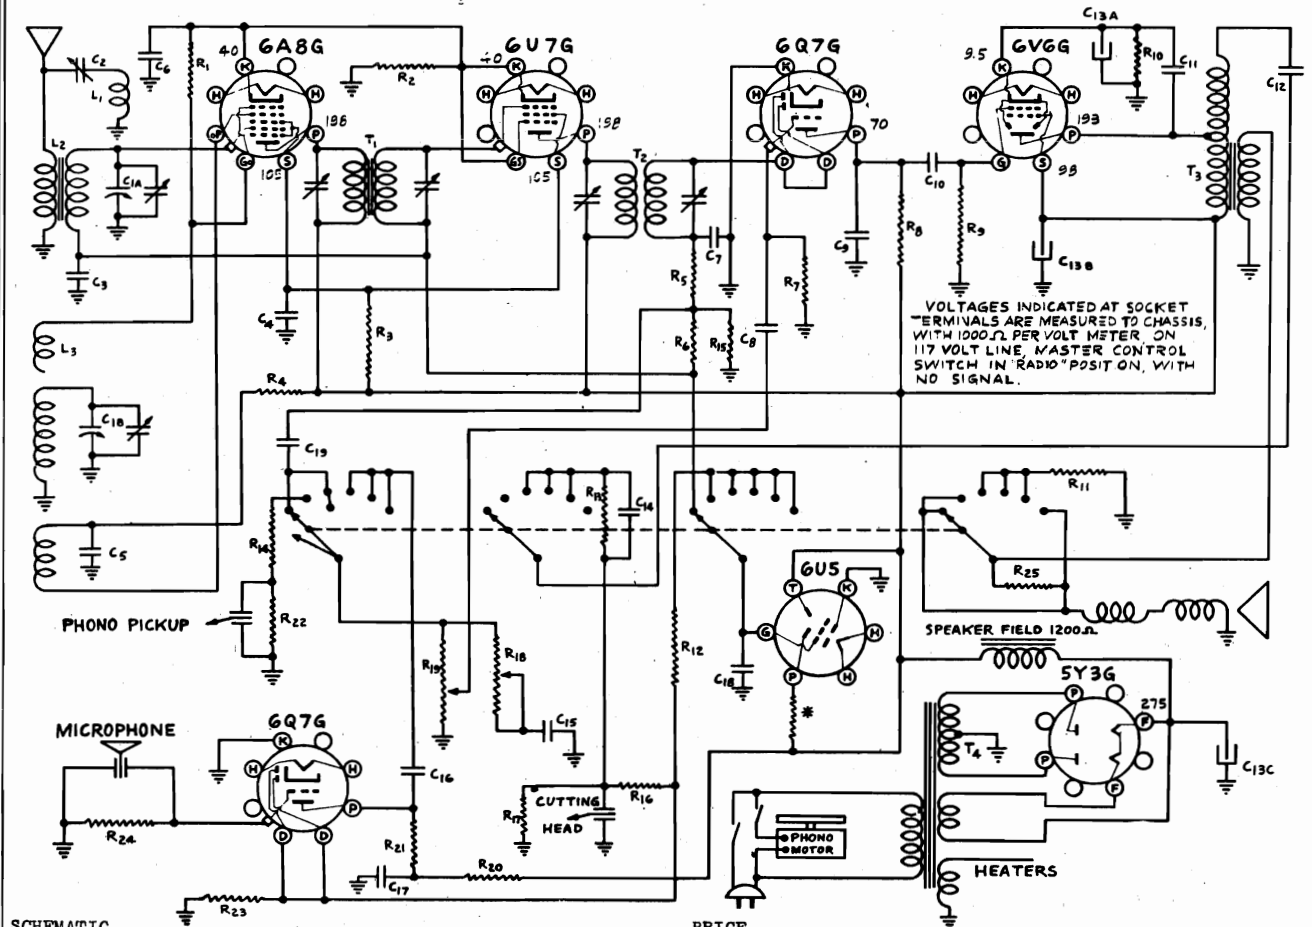 C13A
6A8G
6U7G
6Q7G
6V6G
40
40
9.5
C2
C6
R1
R2
R10
C11
C12
K
K
K
K
L1
H
H
H
H
H
H
H
H
GP
P
198
P
198
P
70
P
193
L2
T1
T2
T3
Go
S
105
GS
S
105
D
D
G
S
98
C1A
C10
C3
C4
R3
R5
C7
R7
C9
R8
R9
C13B
L3
R6
R15
C8
VOLTAGES INDICATED AT SOCKET
TERMINALS ARE MEASURED TO CHASSIS,
WITH 1000Ω PER VOLT METER, ON
117 VOLT LINE, MASTER CONTROL
SWITCH IN "RADIO" POSIT ON, WITH
NO SIGNAL.
R4
C1B
C19
C14
R11
R14
C5
R25
6U5
T
K
PHONO PICKUP
R22
G
H
SPEAKER FIELD 1200Ω
R19
R18
R12
C18
P
H
5Y3G
P
275
F
MICROPHONE
6Q7G
K
C15
*
T4
H
H
C16
P
C13C
P
F
R24
D
D
R17
CUTTING
HEAD
R16
PHONO
MOTOR
R21
C17
R20
HEATERS
R23
SCHEMATIC
PRICE